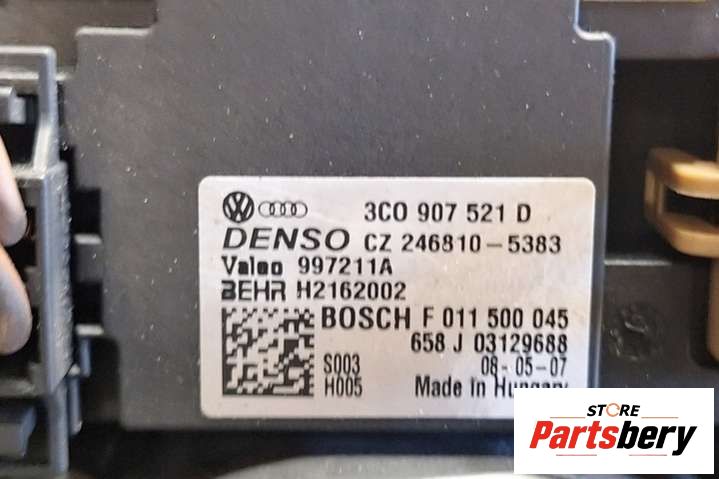 3C0 907 521 D
DENSO CZ 246810-5383
Valeo 997211A
BEHR H2162002
BOSCH F 011 500 045
658 J 03129688
S003 08-05-07
H005 Made in Hungary
STORE
Partsbery